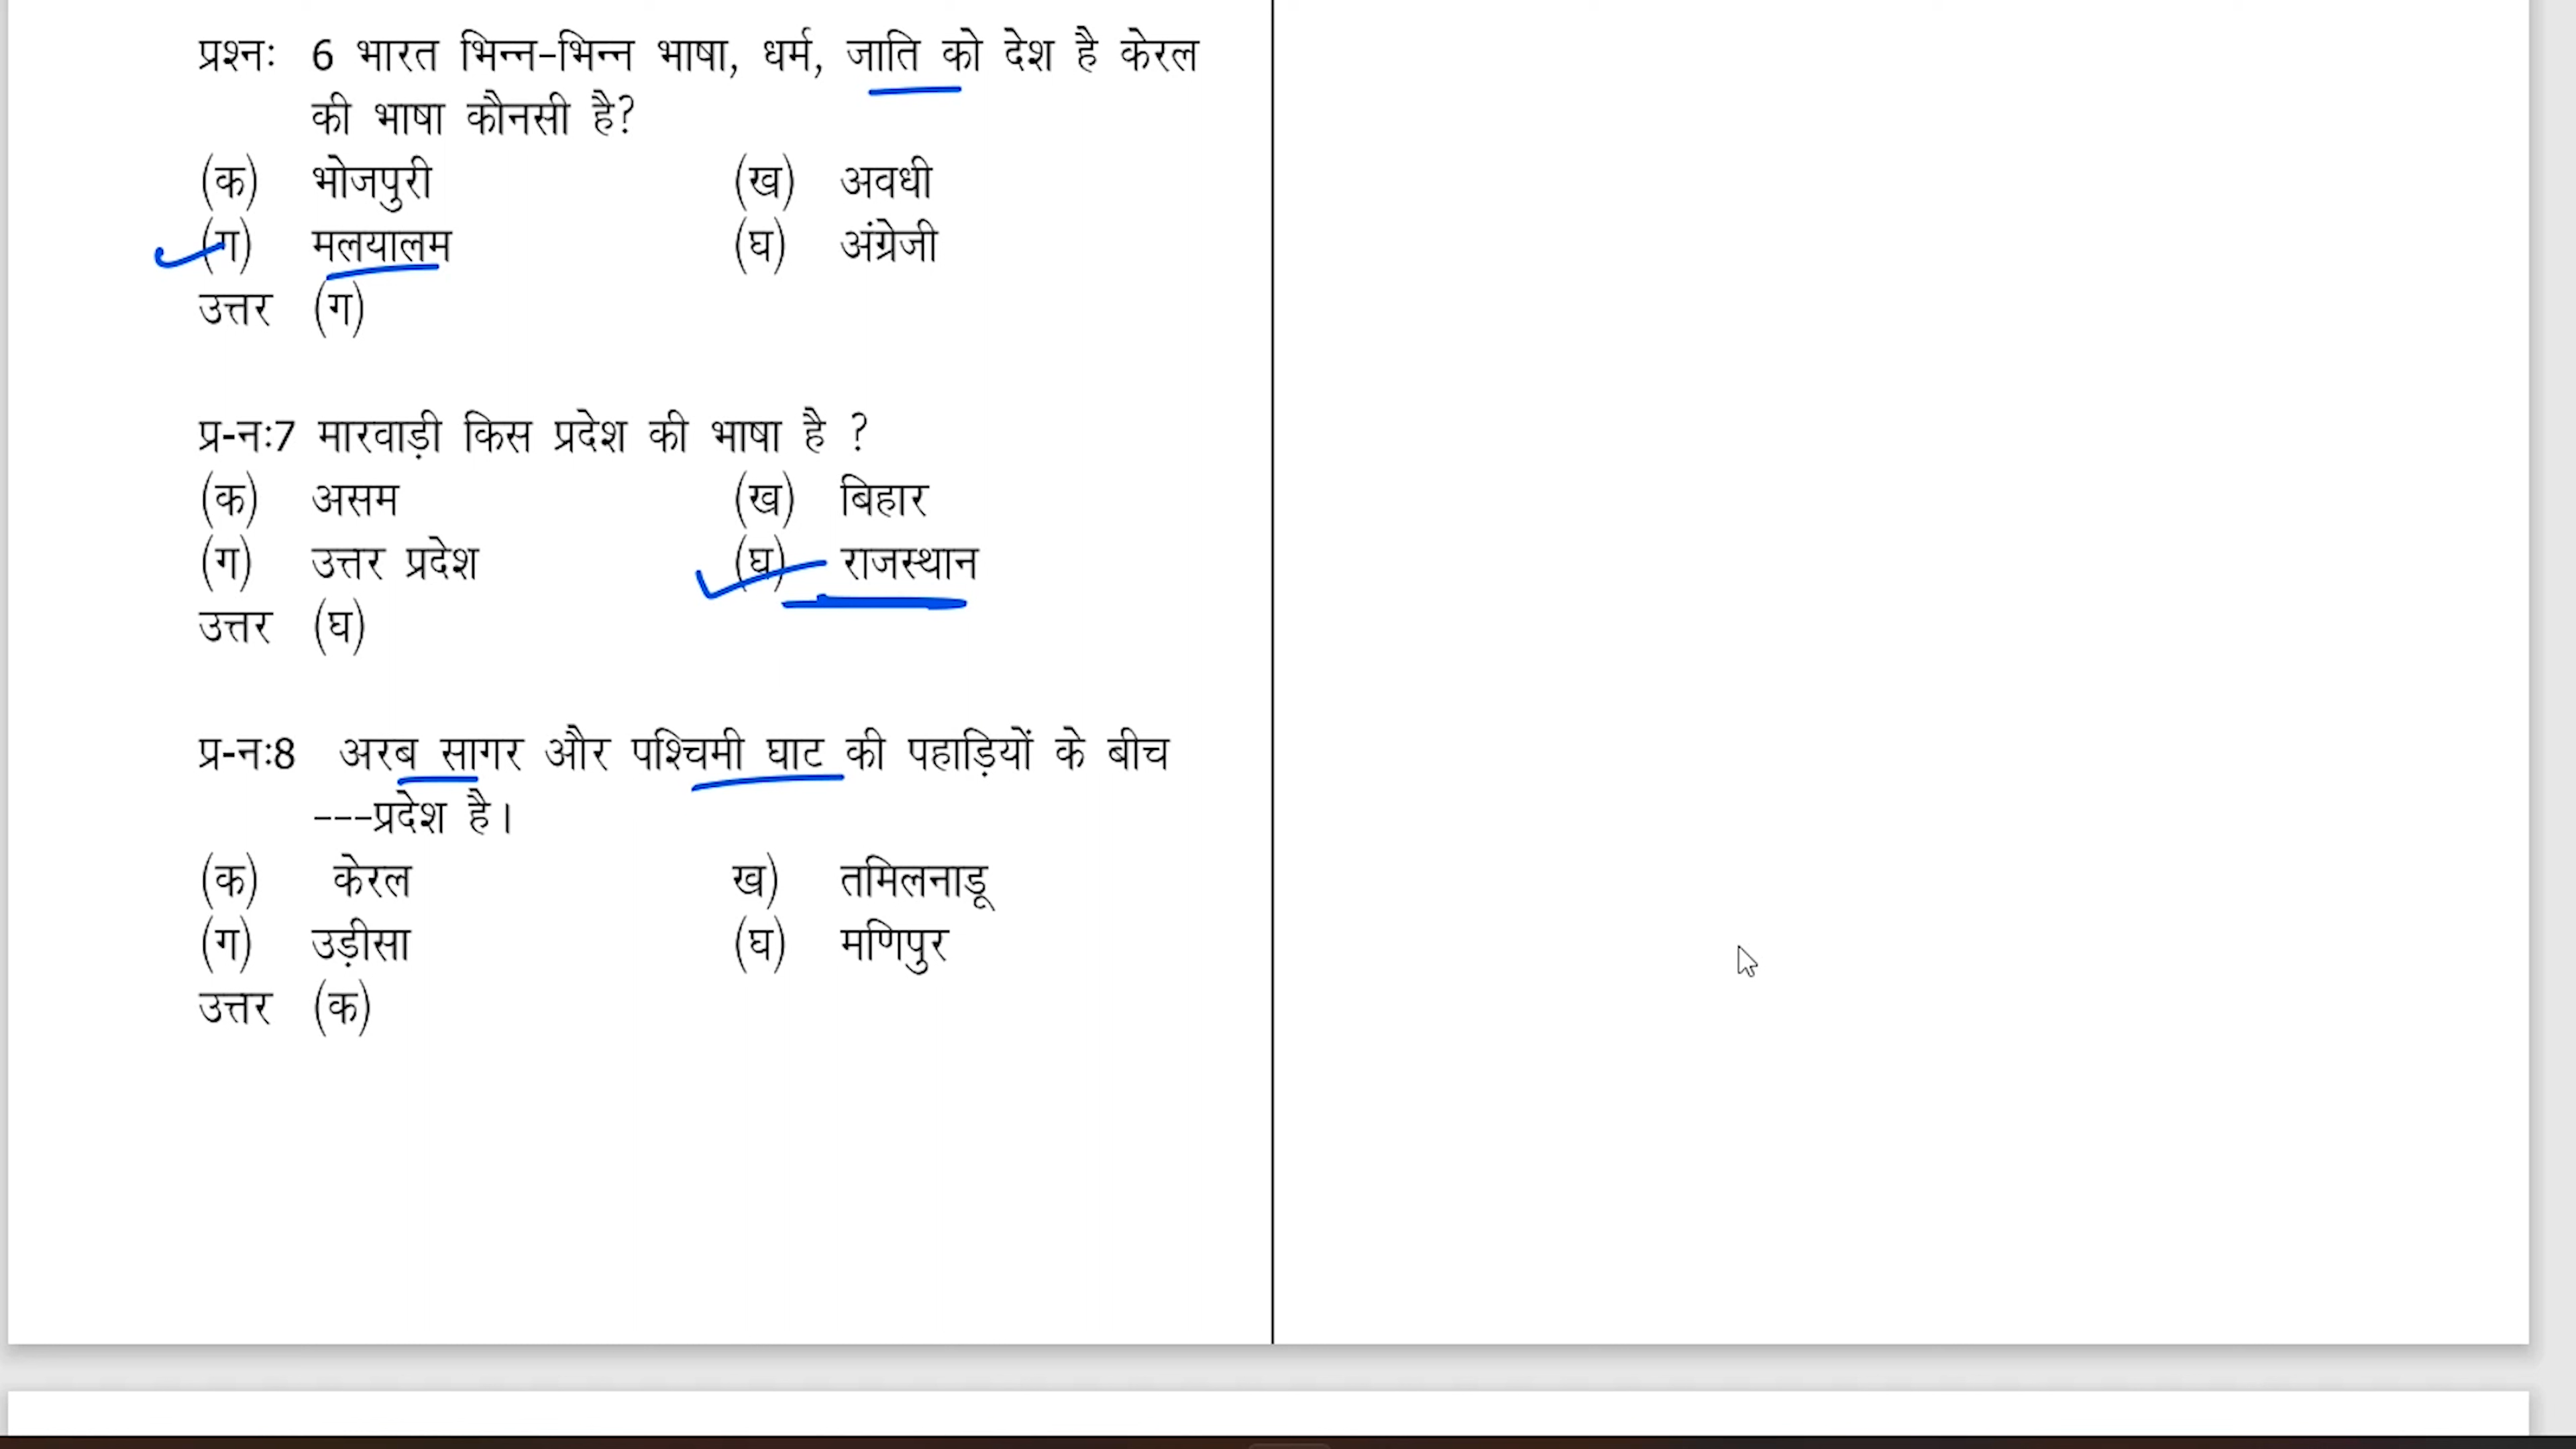 प्रश्नः 6 भारत भिन्न-भिन्न भाषा, धर्म, जाति को देश है केरल
की भाषा कौनसी है?
(क) भोजपुरी (ख) अवधी
(ग) मलयालम (घ) अंग्रेजी
उत्तर (ग)
प्र-नः7 मारवाड़ी किस प्रदेश की भाषा है ?
(क) असम (ख) बिहार
(ग) उत्तर प्रदेश (घ) राजस्थान
उत्तर (घ)
प्र-नः8 अरब सागर और पश्चिमी घाट की पहाड़ियों के बीच
---प्रदेश है।
(क) केरल ख) तमिलनाडू
(ग) उड़ीसा (घ) मणिपुर
उत्तर (क)